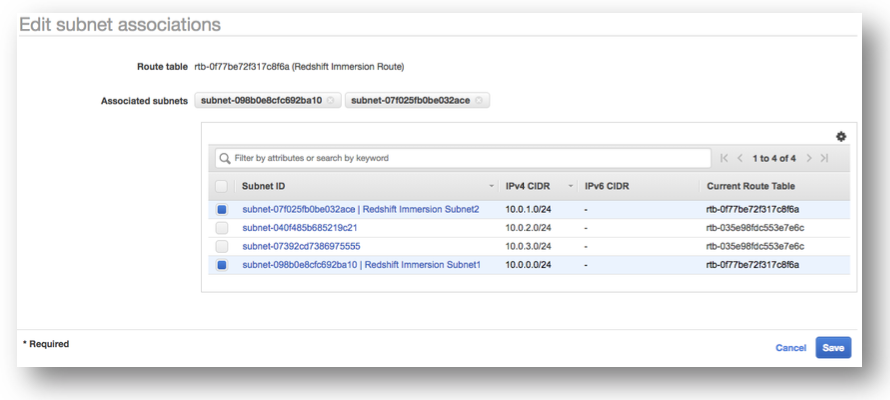 Edit subnet associations
Route table rtb-0f77be72f317c8f6a (Redshift Immersion Route)
Associated subnets subnet-098b0e8cfc692ba10 subnet-07f025fb0be032ace
Filter by attributes or search by keyword 1 to 4 of 4
Subnet ID IPv4 CIDR IPv6 CIDR Current Route Table
subnet-07f025fb0be032ace | Redshift Immersion Subnet2 10.0.1.0/24 - rtb-0f77be72f317c8f6a
subnet-040f485b685219c21 10.0.2.0/24 - rtb-035e98fdc553e7e6c
subnet-07392cd7386975555 10.0.3.0/24 - rtb-035e98fdc553e7e6c
subnet-098b0e8cfc692ba10 | Redshift Immersion Subnet1 10.0.0.0/24 - rtb-0f77be72f317c8f6a
* Required
Cancel Save